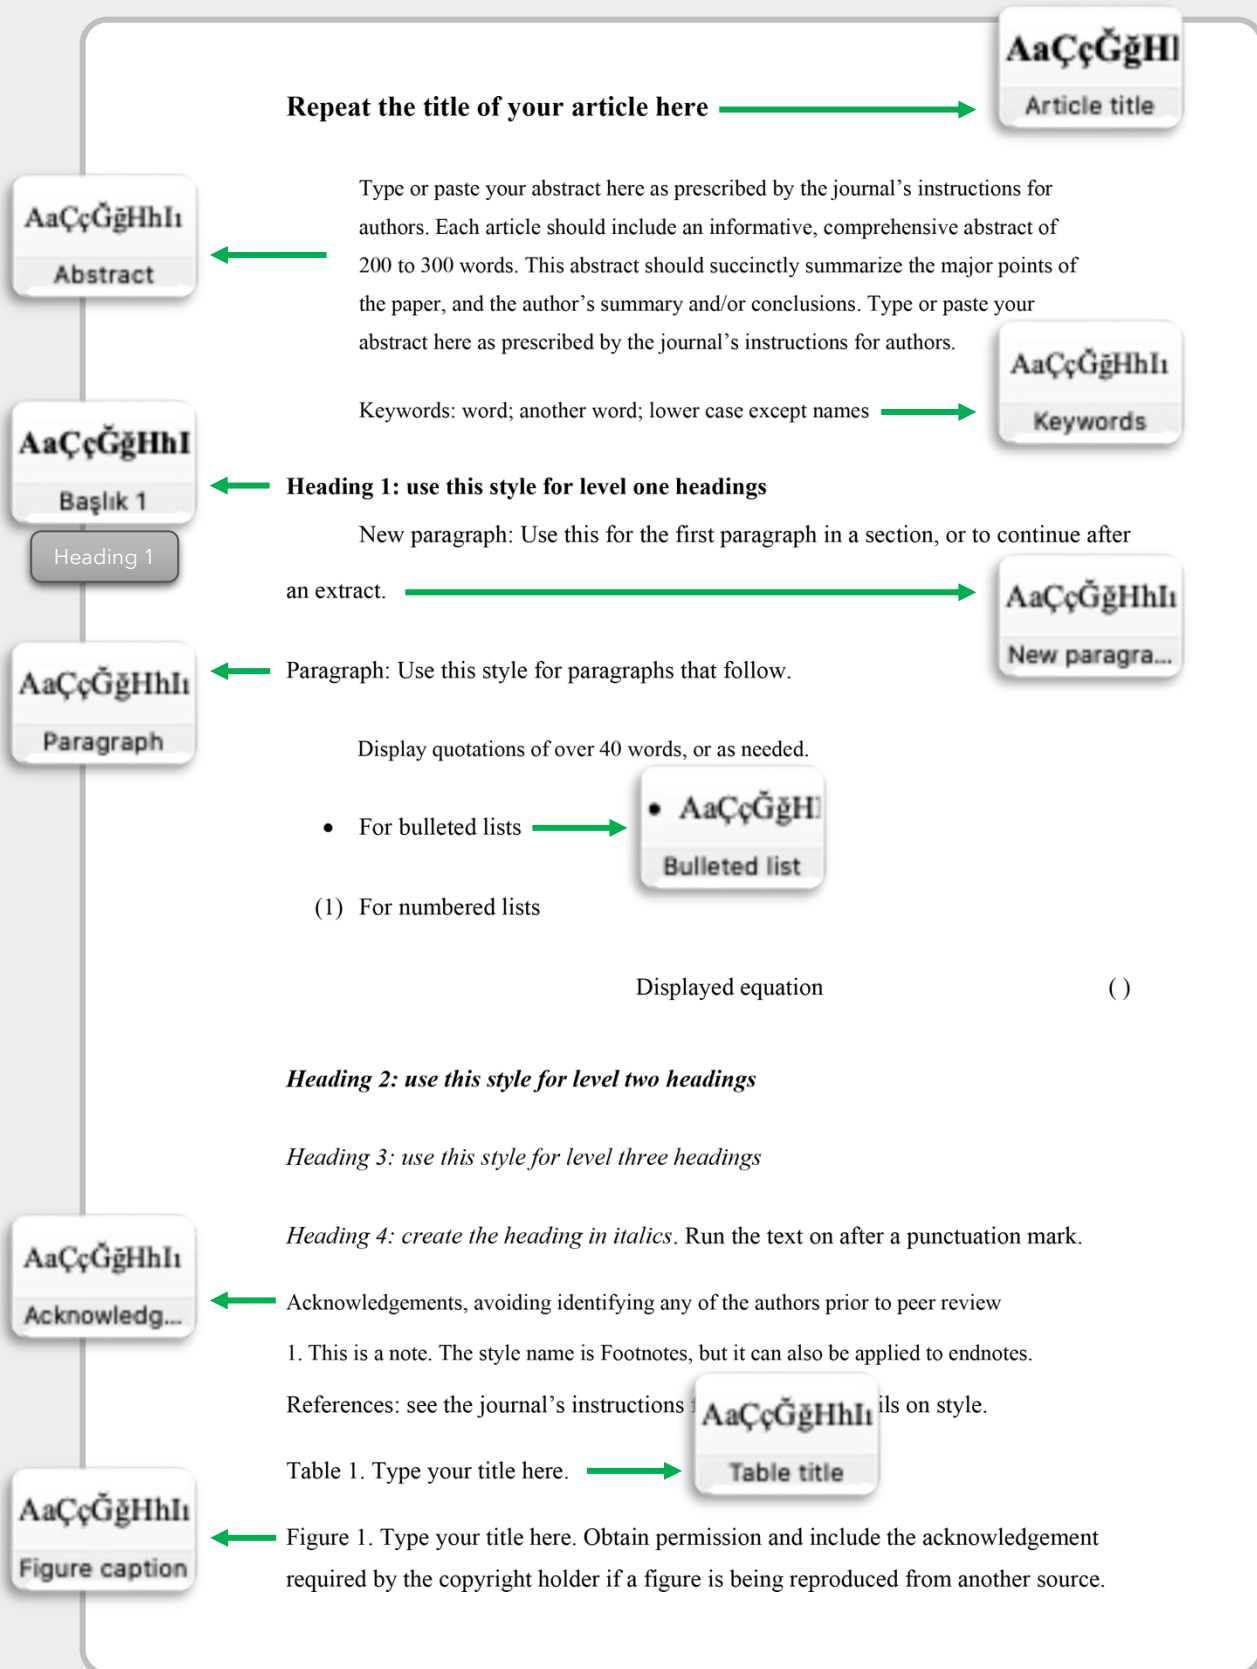 AaÇçĞğHl
Repeat the title of your article here
Article title
Type or paste your abstract here as prescribed by the journal’s instructions for
authors. Each article should include an informative, comprehensive abstract of
200 to 300 words. This abstract should succinctly summarize the major points of
the paper, and the author’s summary and/or conclusions. Type or paste your
abstract here as prescribed by the journal’s instructions for authors.
AaÇçĞğHhIı
Abstract
Keywords: word; another word; lower case except names
AaÇçĞğHhIı
Keywords
AaÇçĞğHhI
Başlık 1
Heading 1
Heading 1: use this style for level one headings
New paragraph: Use this for the first paragraph in a section, or to continue after
an extract.
AaÇçĞğHhIı
New paragra...
AaÇçĞğHhIı
Paragraph
Paragraph: Use this style for paragraphs that follow.
Display quotations of over 40 words, or as needed.
• For bulleted lists
• AaÇçĞğHl
Bulleted list
(1) For numbered lists
Displayed equation ( )
Heading 2: use this style for level two headings
Heading 3: use this style for level three headings
Heading 4: create the heading in italics. Run the text on after a punctuation mark.
AaÇçĞğHhIı
Acknowledg...
Acknowledgements, avoiding identifying any of the authors prior to peer review
1. This is a note. The style name is Footnotes, but it can also be applied to endnotes.
References: see the journal’s instructions ils on style.
Table 1. Type your title here.
AaÇçĞğHhIı
Table title
AaÇçĞğHhIı
Figure caption
Figure 1. Type your title here. Obtain permission and include the acknowledgement
required by the copyright holder if a figure is being reproduced from another source.